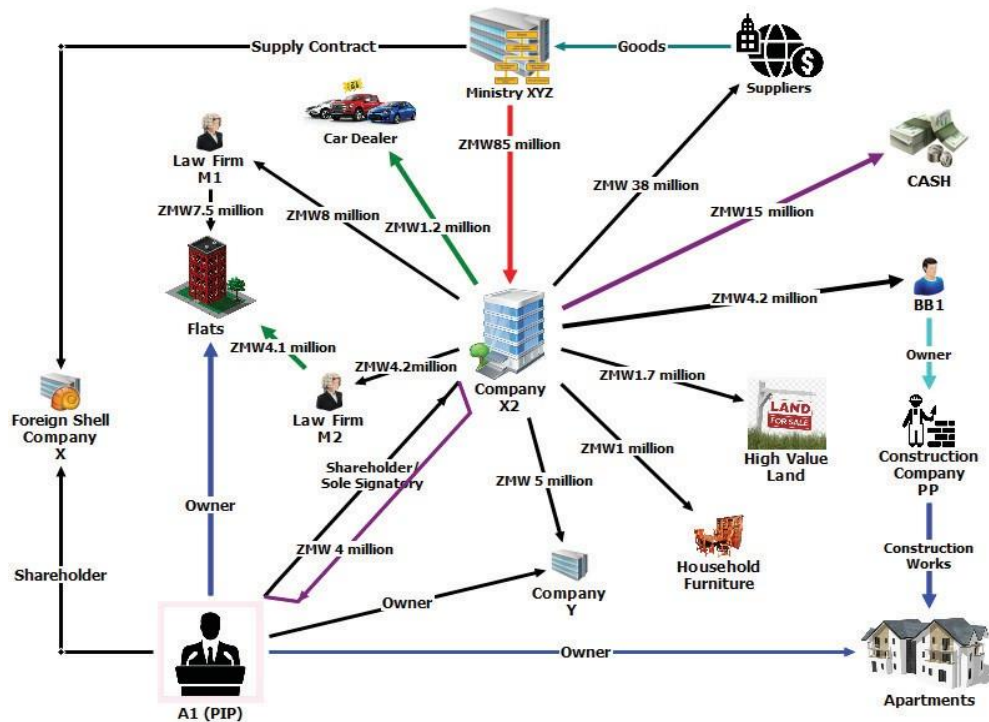 Supply Contract
Goods
Ministry XYZ
Suppliers
Car Dealer
ZMW85 million
Law Firm
M1
CASH
ZMW7.5 million
ZMW8 million
ZMW1.2 million
ZMW 38 million
ZMW15 million
Flats
ZMW4.2 million
BB1
ZMW4.1 million
ZMW4.2million
Company
X2
ZMW1.7 million
Owner
Foreign Shell
Company
X
Law Firm
M2
LAND
FOR SALE
High Value
Land
Construction
Company
PP
Shareholder/
Sole Signatory
ZMW1 million
ZMW 5 million
Owner
ZMW 4 million
Household
Furniture
Construction
Works
Shareholder
Owner
Company
Y
Owner
A1 (PIP)
Apartments